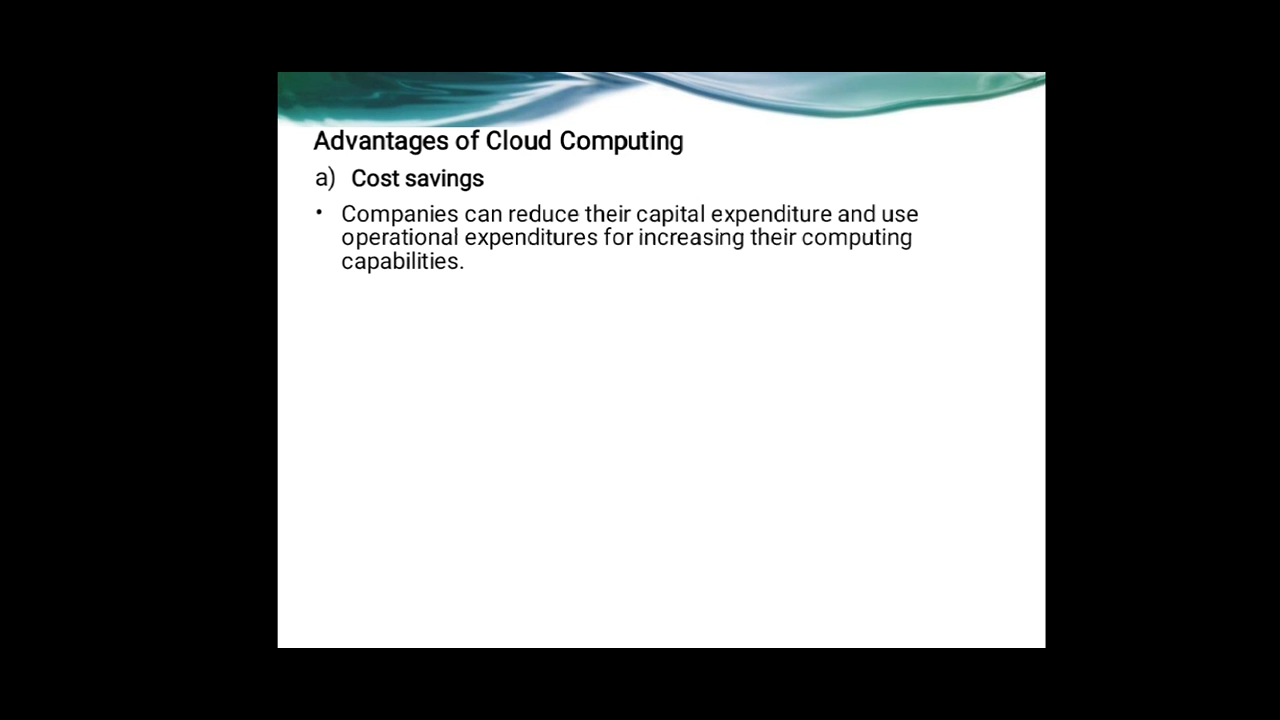 Advantages of Cloud Computing
a) Cost savings
• Companies can reduce their capital expenditure and use
operational expenditures for increasing their computing
capabilities.